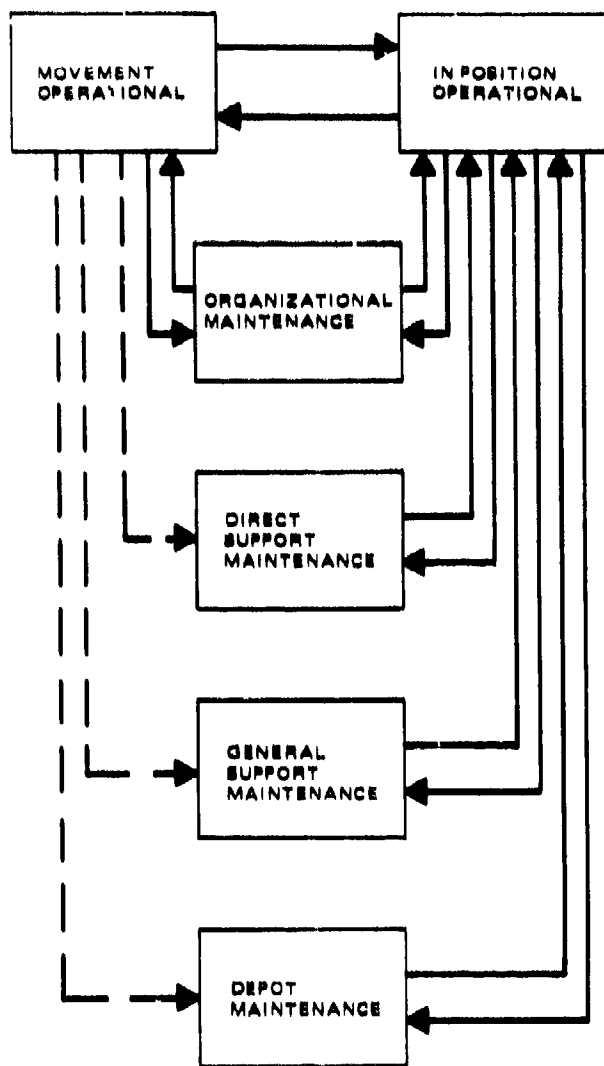 MOVEMENT
OPERATIONAL
IN POSITION
OPERATIONAL
ORGANIZATIONAL
MAINTENANCE
DIRECT
SUPPORT
MAINTENANCE
GENERAL
SUPPORT
MAINTENANCE
DEPOT
MAINTENANCE